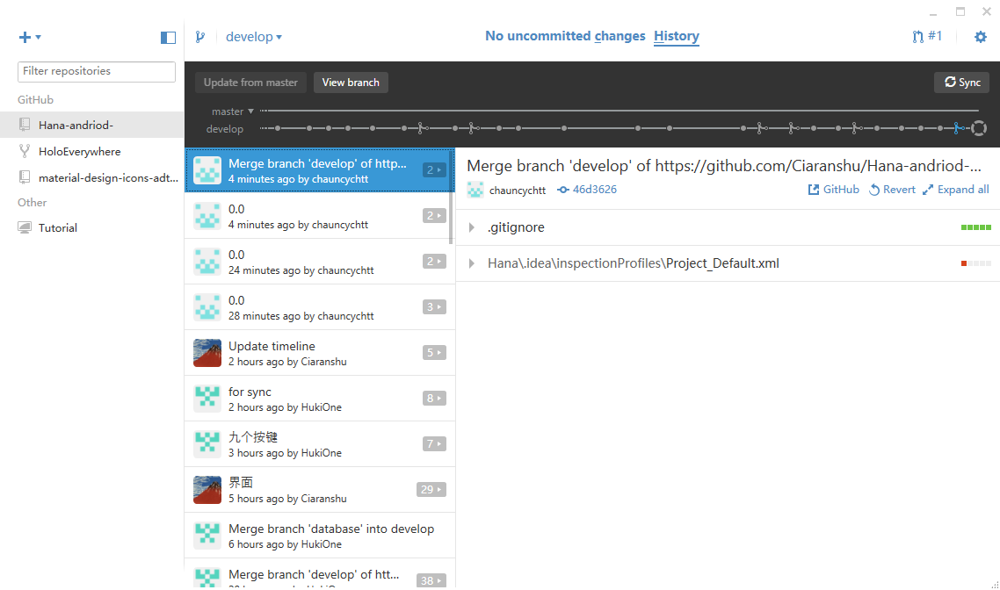 develop
No uncommitted changes
History
#1
Filter repositories
GitHub
Hana-andriod-
HoloEverywhere
material-design-icons-adt...
Other
Tutorial
Update from master
View branch
Sync
master
develop
Merge branch 'develop' of http...
4 minutes ago by chauncychtt
2
0.0
4 minutes ago by chauncychtt
2
0.0
24 minutes ago by chauncychtt
2
0.0
28 minutes ago by chauncychtt
3
Update timeline
2 hours ago by Ciaranshu
5
for sync
2 hours ago by HukiOne
8
九个按键
3 hours ago by HukiOne
7
界面
5 hours ago by Ciaranshu
29
Merge branch 'database' into develop
6 hours ago by HukiOne
Merge branch 'develop' of htt...
38
Merge branch 'develop' of https://github.com/Ciaranshu/Hana-andriod-...
chauncychtt
46d3626
GitHub
Revert
Expand all
.gitignore
Hana\.idea\inspectionProfiles\Project_Default.xml